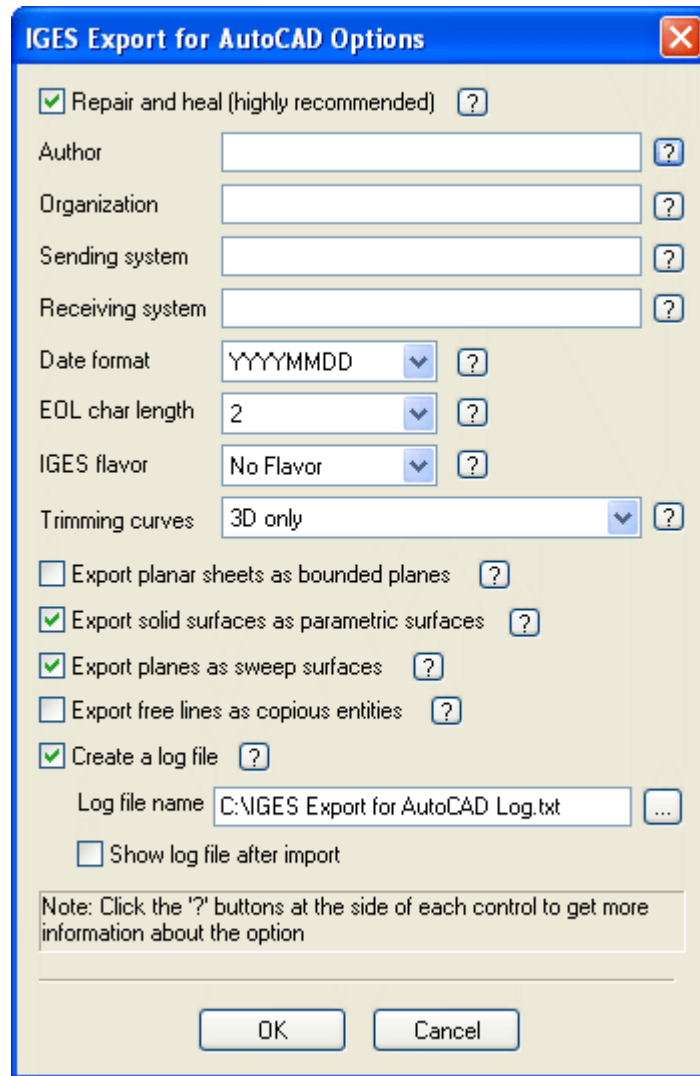 IGES Export for AutoCAD Options
Repair and heal (highly recommended) ?
Author ?
Organization ?
Sending system ?
Receiving system ?
Date format YYYYMMDD ?
EOL char length 2 ?
IGES flavor No Flavor ?
Trimming curves 3D only ?
Export planar sheets as bounded planes ?
Export solid surfaces as parametric surfaces ?
Export planes as sweep surfaces ?
Export free lines as copious entities ?
Create a log file ?
Log file name C:\IGES Export for AutoCAD Log.txt ...
Show log file after import
Note: Click the '?' buttons at the side of each control to get more
information about the option
OK Cancel